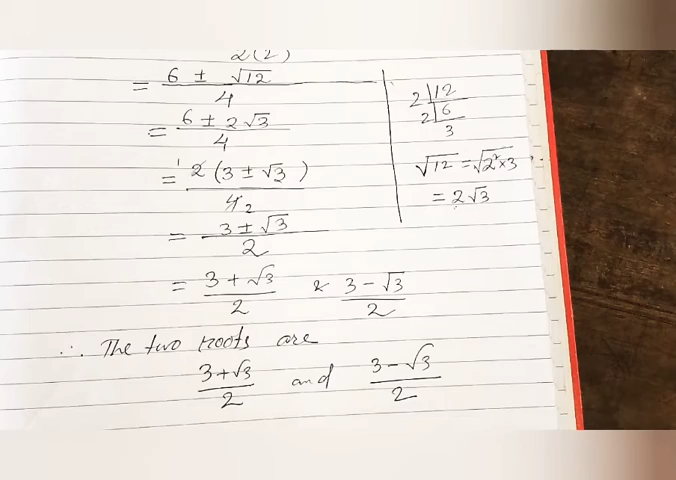 2(2)
= 6 ± √12 / 4
= 6 ± 2√3 / 4
= 2 (3 ± √3) / 4 2
= 3 ± √3 / 2
= 3 + √3 / 2 & 3 - √3 / 2
∴ The two roots are
3+√3 / 2 and 3-√3 / 2
2 | 12
2 | 6
3
√12 = √2²×3
= 2√3